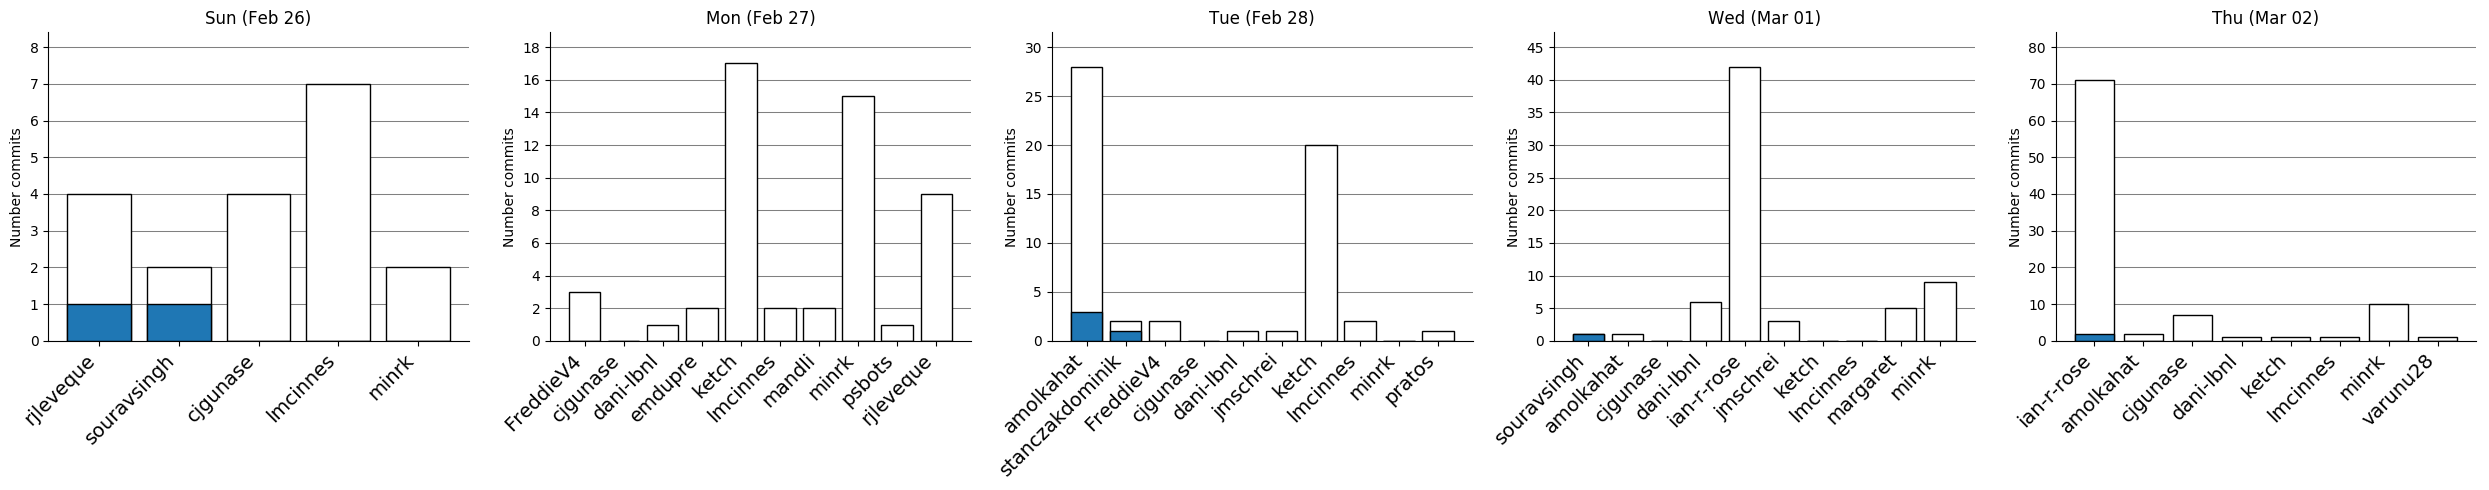 Sun (Feb 26)
Number commits
8
7
6
5
4
3
2
1
0
rjleveque
souravsingh
cjgunase
lmcinnes
minrk
Mon (Feb 27)
Number commits
18
16
14
12
10
8
6
4
2
0
FreddieV4
cjgunase
dani-lbnl
emdupre
ketch
lmcinnes
mandli
minrk
psbots
rjleveque
Tue (Feb 28)
Number commits
30
25
20
15
10
5
0
amolkahat
stanczakdominik
FreddieV4
cjgunase
dani-lbnl
jmschrei
ketch
lmcinnes
minrk
pratos
Wed (Mar 01)
Number commits
45
40
35
30
25
20
15
10
5
0
souravsingh
amolkahat
cjgunase
dani-lbnl
ian-r-rose
jmschrei
ketch
lmcinnes
margaret
minrk
Thu (Mar 02)
Number commits
80
70
60
50
40
30
20
10
0
ian-r-rose
amolkahat
cjgunase
dani-lbnl
ketch
lmcinnes
minrk
varunu28